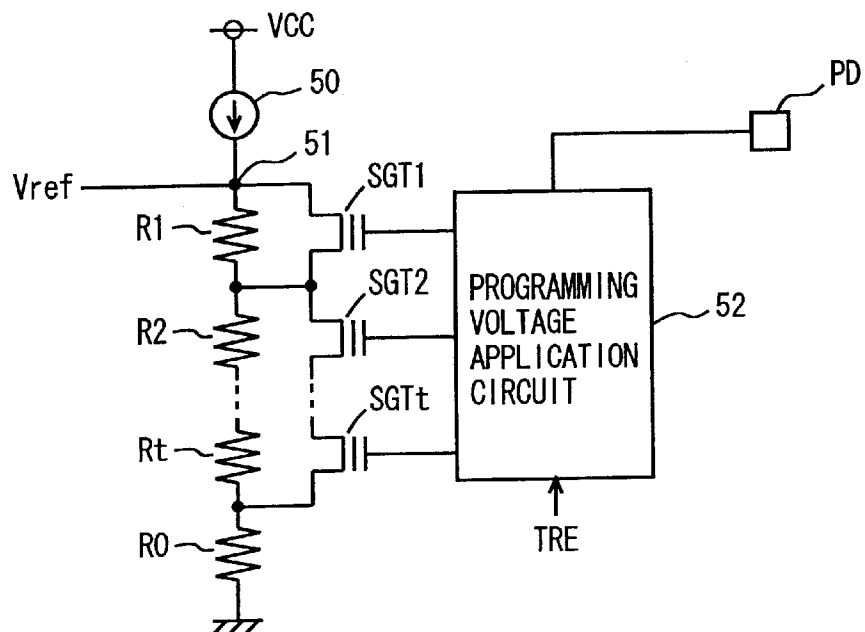 VCC
50
PD
51
Vref
SGT1
R1
SGT2
PROGRAMMING
VOLTAGE
APPLICATION
CIRCUIT
52
R2
SGTt
Rt
R0
TRE